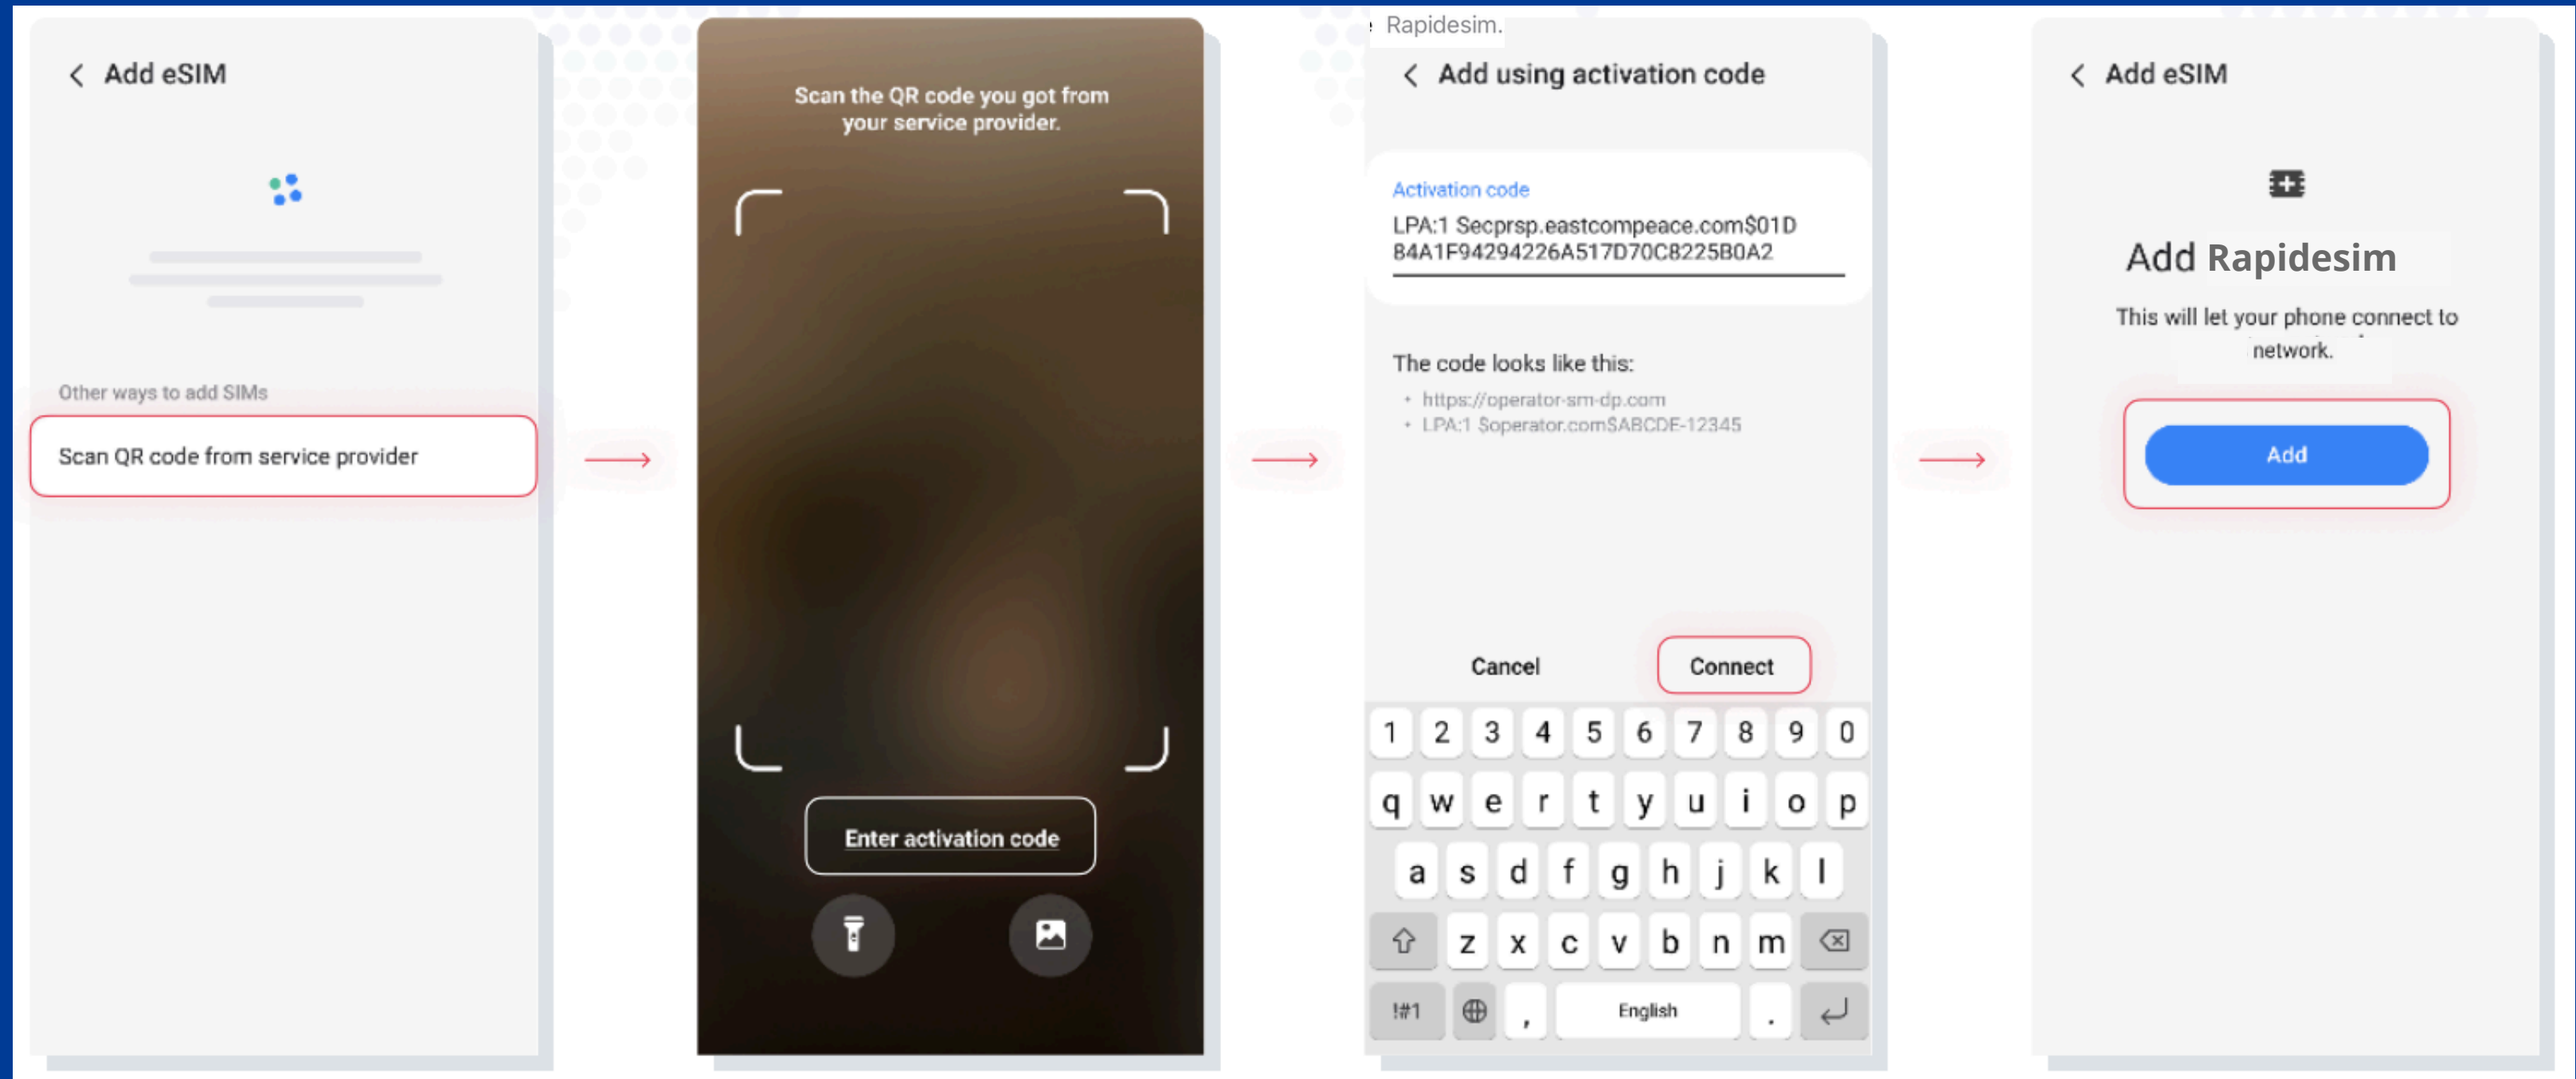 Add eSIM
Other ways to add SIMs
Scan QR code from service provider
Scan the QR code you got from
your service provider.
Enter activation code
Rapidesim.
Add using activation code
Activation code
LPA:1 Secprsp.eastcompeace.com$01D
84A1F94294226A517D70C8225B0A2
The code looks like this:
• https://operator-sm-dp.com
• LPA:1 $operator.com$ABCDE-12345
Cancel Connect
1 2 3 4 5 6 7 8 9 0
q w e r t y u i o p
a s d f g h j k l
z x c v b n m
!#1 , English .
Add eSIM
Add Rapidesim
This will let your phone connect to
network.
Add